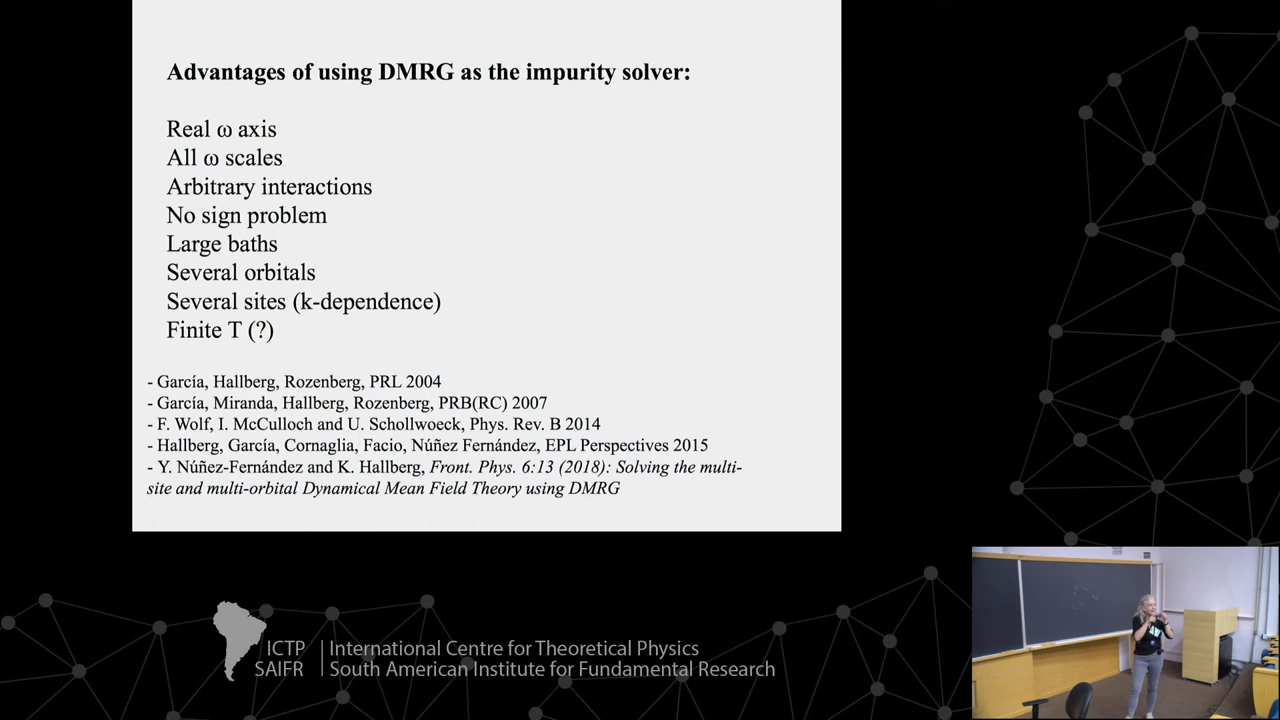 Advantages of using DMRG as the impurity solver:
Real ω axis
All ω scales
Arbitrary interactions
No sign problem
Large baths
Several orbitals
Several sites (k-dependence)
Finite T (?)
- García, Hallberg, Rozenberg, PRL 2004
- García, Miranda, Hallberg, Rozenberg, PRB(RC) 2007
- F. Wolf, I. McCulloch and U. Schollwoeck, Phys. Rev. B 2014
- Hallberg, García, Cornaglia, Facio, Núñez Fernández, EPL Perspectives 2015
- Y. Núñez-Fernández and K. Hallberg, Front. Phys. 6:13 (2018): Solving the multi-
site and multi-orbital Dynamical Mean Field Theory using DMRG
ICTP
SAIFR
International Centre for Theoretical Physics
South American Institute for Fundamental Research